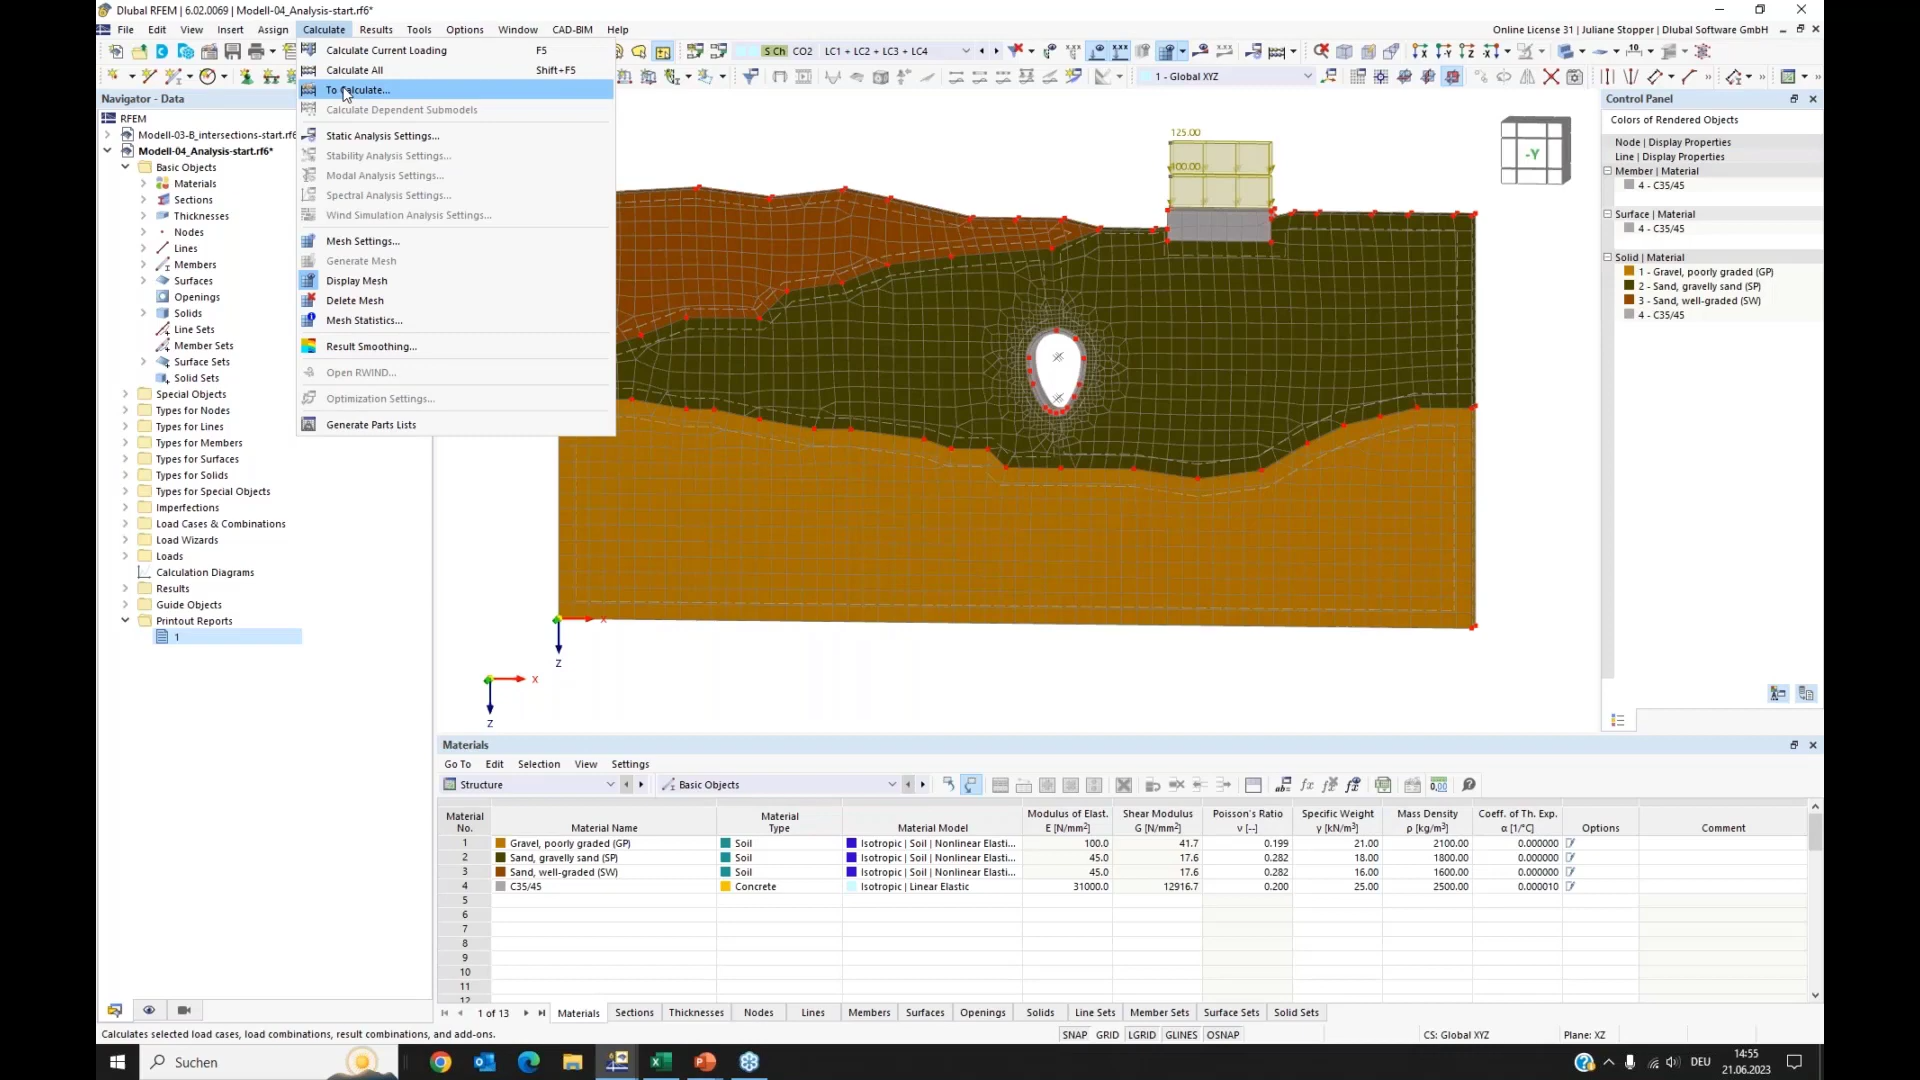 Dlubal RFEM | 6.02.0069 | Modell-04_Analysis-start.rf6*
File Edit View Insert Assign Calculate Results Tools Options Window CAD-BIM Help
Online License 31 | Juliane Stopper | Dlubal Software GmbH
S Ch CO2 LC1 + LC2 + LC3 + LC4
1 - Global XYZ
Navigator - Data
RFEM
Modell-03-B_intersections-start.rf6
Modell-04_Analysis-start.rf6*
Basic Objects
Materials
Sections
Thicknesses
Nodes
Lines
Members
Surfaces
Openings
Solids
Line Sets
Member Sets
Surface Sets
Solid Sets
Special Objects
Types for Nodes
Types for Lines
Types for Members
Types for Surfaces
Types for Solids
Types for Special Objects
Imperfections
Load Cases & Combinations
Load Wizards
Loads
Calculation Diagrams
Results
Guide Objects
Printout Reports
1
Calculate Current Loading F5
Calculate All Shift+F5
To Calculate...
Calculate Dependent Submodels
Static Analysis Settings...
Stability Analysis Settings...
Modal Analysis Settings...
Spectral Analysis Settings...
Wind Simulation Analysis Settings...
Mesh Settings...
Generate Mesh
Display Mesh
Delete Mesh
Mesh Statistics...
Result Smoothing...
Open RWIND...
Optimization Settings...
Generate Parts Lists
125.00
100.00
-Y
X
Z
X
Z
Control Panel
Colors of Rendered Objects
Node | Display Properties
Line | Display Properties
Member | Material
4 - C35/45
Surface | Material
4 - C35/45
Solid | Material
1 - Gravel, poorly graded (GP)
2 - Sand, gravelly sand (SP)
3 - Sand, well-graded (SW)
4 - C35/45
Materials
Go To Edit Selection View Settings
Structure Basic Objects
Material No. Material Name Material Type Material Model Modulus of Elast. E [N/mm²] Shear Modulus G [N/mm²] Poisson's Ratio ν [--] Specific Weight γ [kN/m³] Mass Density ρ [kg/m³] Coeff. of Th. Exp. α [1/°C] Options Comment
1 Gravel, poorly graded (GP) Soil Isotropic | Soil | Nonlinear Elasti... 100.0 41.7 0.199 21.00 2100.00 0.000000
2 Sand, gravelly sand (SP) Soil Isotropic | Soil | Nonlinear Elasti... 45.0 17.6 0.282 18.00 1800.00 0.000000
3 Sand, well-graded (SW) Soil Isotropic | Soil | Nonlinear Elasti... 45.0 17.6 0.282 16.00 1600.00 0.000000
4 C35/45 Concrete Isotropic | Linear Elastic 31000.0 12916.7 0.200 25.00 2500.00 0.000010
5
6
7
8
9
10
11
12
1 of 13 Materials Sections Thicknesses Nodes Lines Members Surfaces Openings Solids Line Sets Member Sets Surface Sets Solid Sets
Calculates selected load cases, load combinations, result combinations, and add-ons.
SNAP GRID LGRID GLINES OSNAP CS: Global XYZ Plane: XZ
Suchen
DEU
14:55
21.06.2023